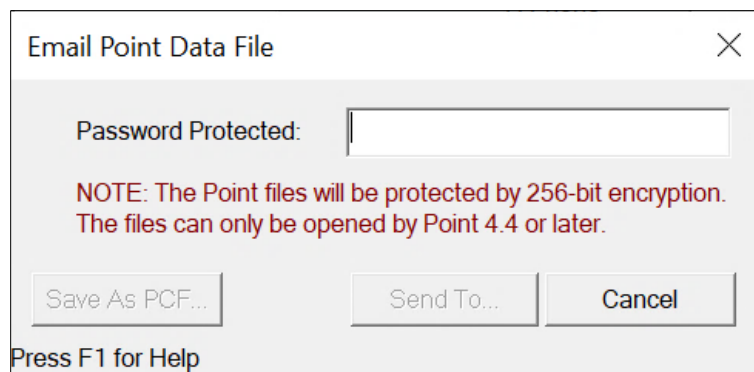 Email Point Data File
Password Protected:
NOTE: The Point files will be protected by 256-bit encryption.
The files can only be opened by Point 4.4 or later.
Save As PCF...
Send To...
Cancel
Press F1 for Help